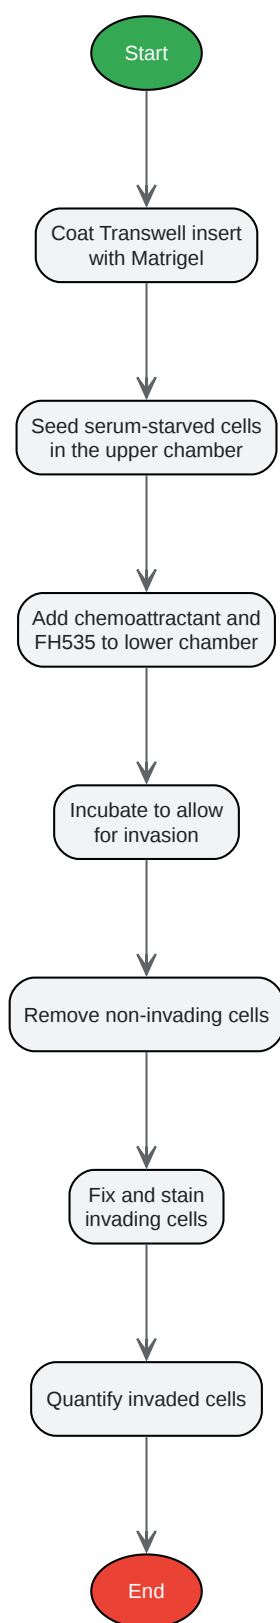 Start
Coat Transwell insert
with Matrigel
Seed serum-starved cells
in the upper chamber
Add chemoattractant and
FH535 to lower chamber
Incubate to allow
for invasion
Remove non-invading cells
Fix and stain
invading cells
Quantify invaded cells
End